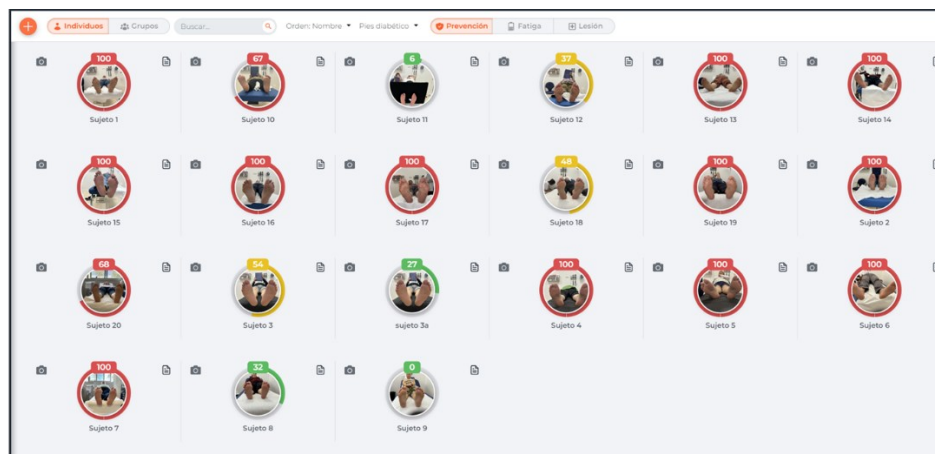 Individuos Grupos Buscar... Orden: Nombre Pies diabético Prevención Fatiga Lesión
100 67 6 37 100 100
Sujeto 1 Sujeto 10 Sujeto 11 Sujeto 12 Sujeto 13 Sujeto 14
100 100 100 48 100 100
Sujeto 15 Sujeto 16 Sujeto 17 Sujeto 18 Sujeto 19 Sujeto 2
68 54 27 100 100 100
Sujeto 20 Sujeto 3 sujeto 3a Sujeto 4 Sujeto 5 Sujeto 6
100 32 0
Sujeto 7 Sujeto 8 Sujeto 9